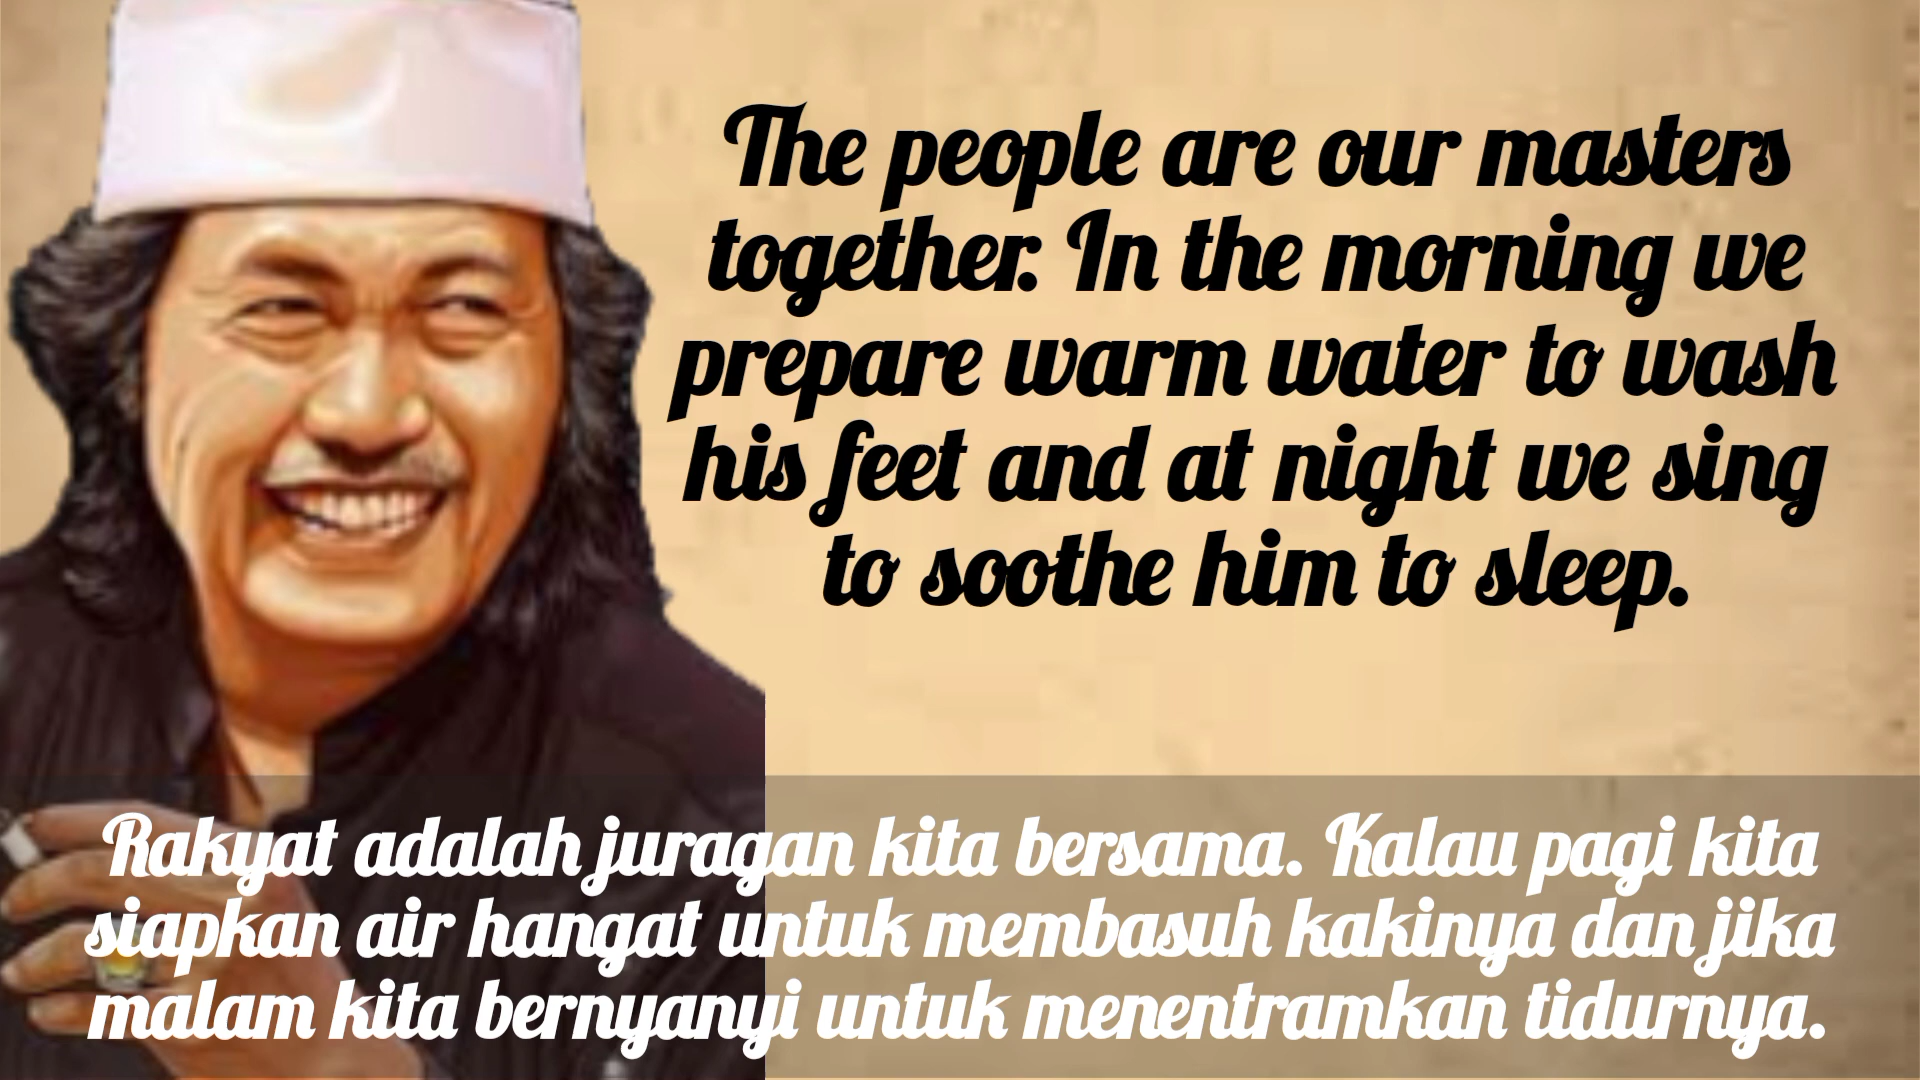 The people are our masters
together. In the morning we
prepare warm water to wash
his feet and at night we sing
to soothe him to sleep.
Rakyat adalah juragan kita bersama. Kalau pagi kita
siapkan air hangat untuk membasuh kakinya dan jika
malam kita bernyanyi untuk menentramkan tidurnya.